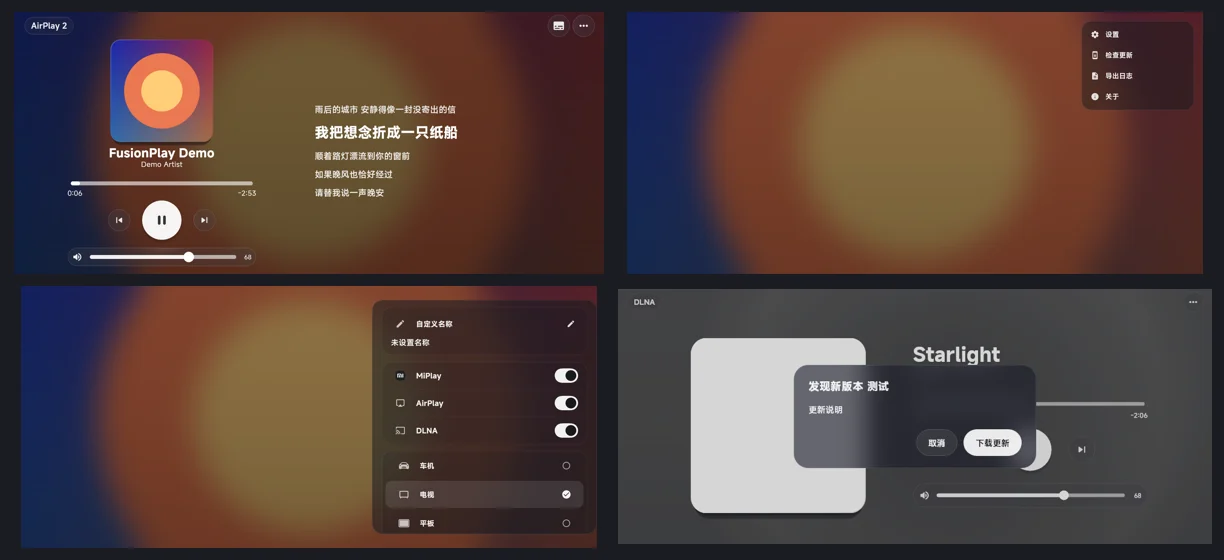 AirPlay 2
FusionPlay Demo
Demo Artist
0:06
-2:53
68
雨后的城市 安静得像一封没寄出的信
我把想念折成一只纸船
顺着路灯漂流到你的窗前
如果晚风也恰好经过
请替我说一声晚安
设置
检查更新
导出日志
关于
自定义名称
未设置名称
MiPlay
AirPlay
DLNA
车机
电视
平板
DLNA
Starlight
发现新版本 测试
更新说明
取消
下载更新
-2:06
68